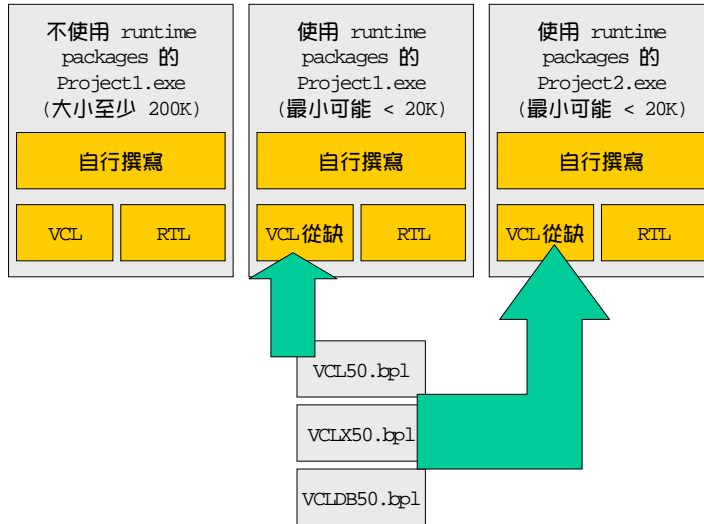 不使用 runtime
packages 的
Project1.exe
(大小至少 200K)
自行撰寫
VCL
RTL
使用 runtime
packages 的
Project1.exe
(最小可能 < 20K)
自行撰寫
VCL從缺
RTL
使用 runtime
packages 的
Project2.exe
(最小可能 < 20K)
自行撰寫
VCL從缺
RTL
VCL50.bpl
VCLX50.bpl
VCLDB50.bpl